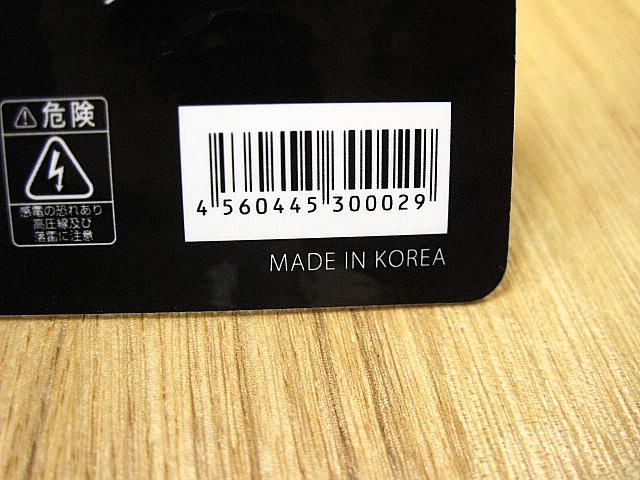 危険
感電の恐れあり
高圧線及び
落雷に注意
4 560445 300029
MADE IN KOREA